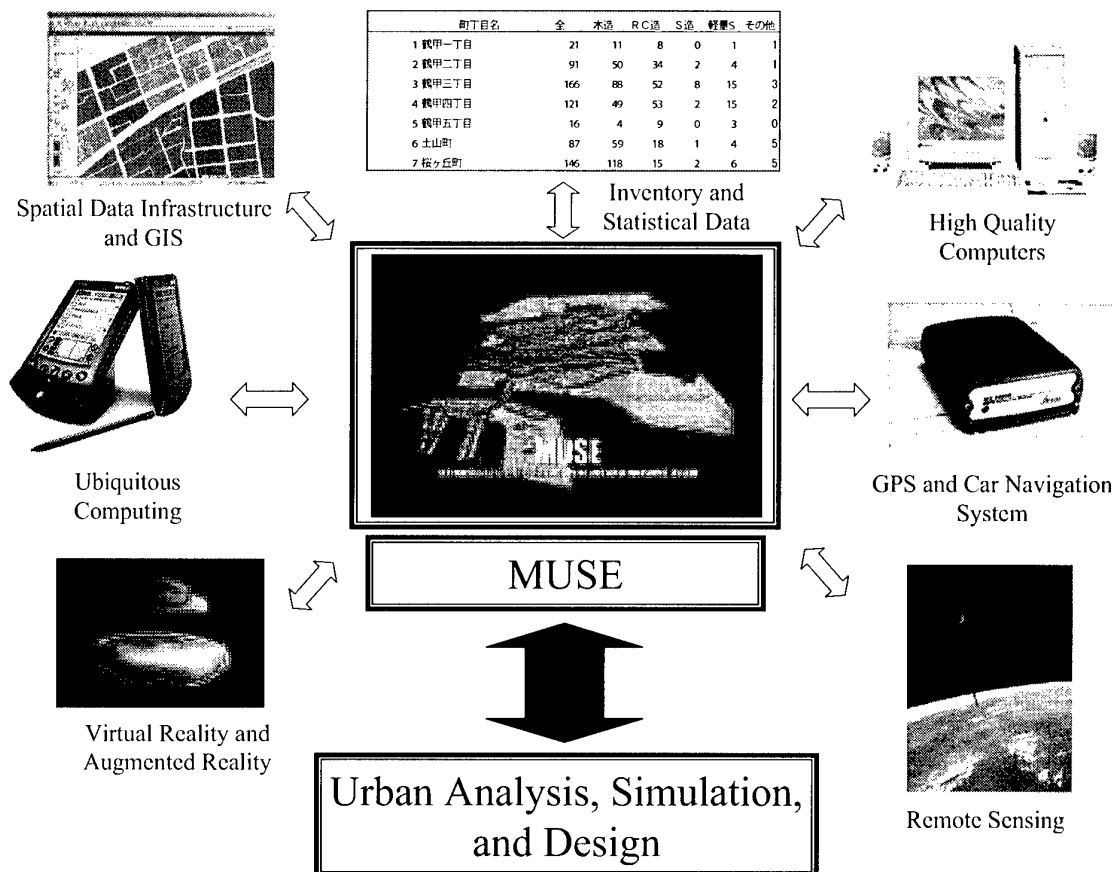 町丁目名 全 木造 RC造 S造 軽量S その他
1 鶴甲一丁目 21 11 8 0 1 1
2 鶴甲二丁目 91 50 34 2 4 1
3 鶴甲三丁目 166 88 52 8 15 3
4 鶴甲四丁目 121 49 53 2 15 2
5 鶴甲五丁目 16 4 9 0 3 0
6 土山町 87 59 18 1 4 5
7 桜ヶ丘町 146 118 15 2 6 5
Spatial Data Infrastructure
and GIS
Inventory and
Statistical Data
High Quality
Computers
MUSE
Ubiquitous
Computing
GPS and Car Navigation
System
MUSE
Virtual Reality and
Augmented Reality
Urban Analysis, Simulation,
and Design
Remote Sensing